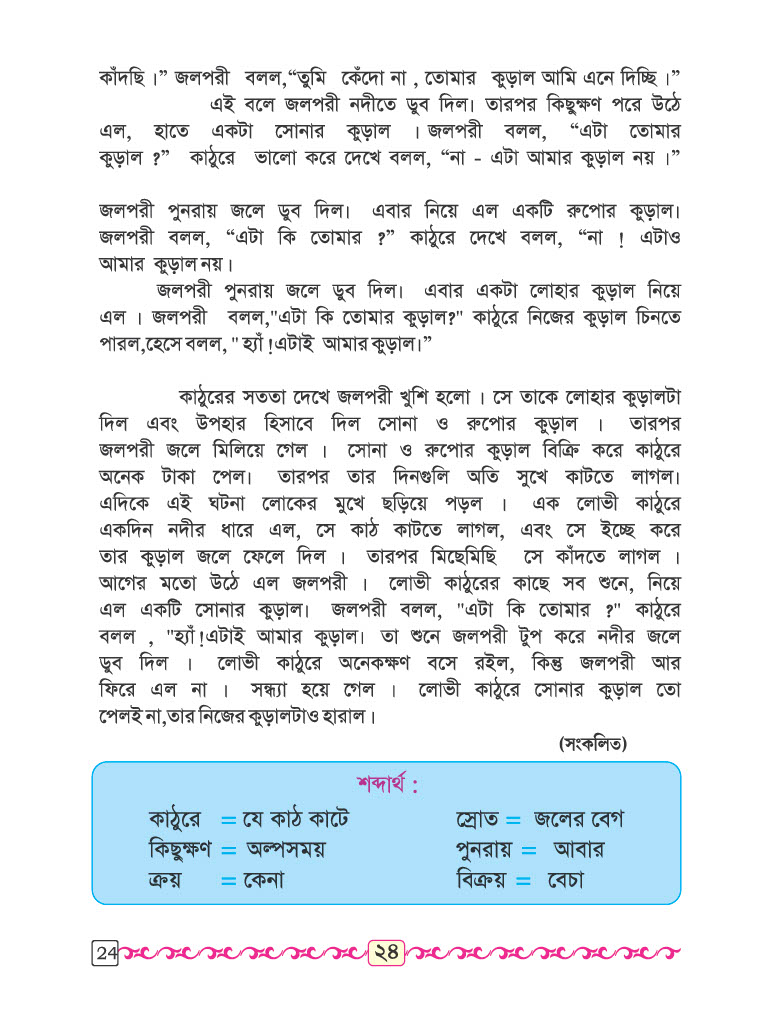 কাঁদছি ।” জলপরী বলল,“তুমি কেঁদো না , তোমার কুড়াল আমি এনে দিচ্ছি ।”
এই বলে জলপরী নদীতে ডুব দিল। তারপর কিছুক্ষণ পরে উঠে
এল, হাতে একটা সোনার কুড়াল । জলপরী বলল, “এটা তোমার
কুড়াল ?” কাঠুরে ভালো করে দেখে বলল, “না - এটা আমার কুড়াল নয় ।”
জলপরী পুনরায় জলে ডুব দিল। এবার নিয়ে এল একটি রুপোর কুড়াল।
জলপরী বলল, “এটা কি তোমার ?” কাঠুরে দেখে বলল, “না ! এটাও
আমার কুড়াল নয়।
জলপরী পুনরায় জলে ডুব দিল। এবার একটা লোহার কুড়াল নিয়ে
এল । জলপরী বলল,"এটা কি তোমার কুড়াল?" কাঠুরে নিজের কুড়াল চিনতে
পারল,হেসে বলল, " হ্যাঁ !এটাই আমার কুড়াল।”
কাঠুরের সততা দেখে জলপরী খুশি হলো । সে তাকে লোহার কুড়ালটা
দিল এবং উপহার হিসাবে দিল সোনা ও রুপোর কুড়াল । তারপর
জলপরী জলে মিলিয়ে গেল । সোনা ও রুপোর কুড়াল বিক্রি করে কাঠুরে
অনেক টাকা পেল। তারপর তার দিনগুলি অতি সুখে কাটতে লাগল।
এদিকে এই ঘটনা লোকের মুখে ছড়িয়ে পড়ল । এক লোভী কাঠুরে
একদিন নদীর ধারে এল, সে কাঠ কাটতে লাগল, এবং সে ইচ্ছে করে
তার কুড়াল জলে ফেলে দিল । তারপর মিছেমিছি সে কাঁদতে লাগল ।
আগের মতো উঠে এল জলপরী । লোভী কাঠুরের কাছে সব শুনে, নিয়ে
এল একটি সোনার কুড়াল। জলপরী বলল, "এটা কি তোমার ?" কাঠুরে
বলল , "হ্যাঁ!এটাই আমার কুড়াল। তা শুনে জলপরী টুপ করে নদীর জলে
ডুব দিল । লোভী কাঠুরে অনেকক্ষণ বসে রইল, কিন্তু জলপরী আর
ফিরে এল না । সন্ধ্যা হয়ে গেল । লোভী কাঠুরে সোনার কুড়াল তো
পেলই না,তার নিজের কুড়ালটাও হারাল।
(সংকলিত)
শব্দার্থ :
কাঠুরে = যে কাঠ কাটে স্রোত = জলের বেগ
কিছুক্ষণ = অল্পসময় পুনরায় = আবার
ক্রয় = কেনা বিক্রয় = বেচা
24 ২৪